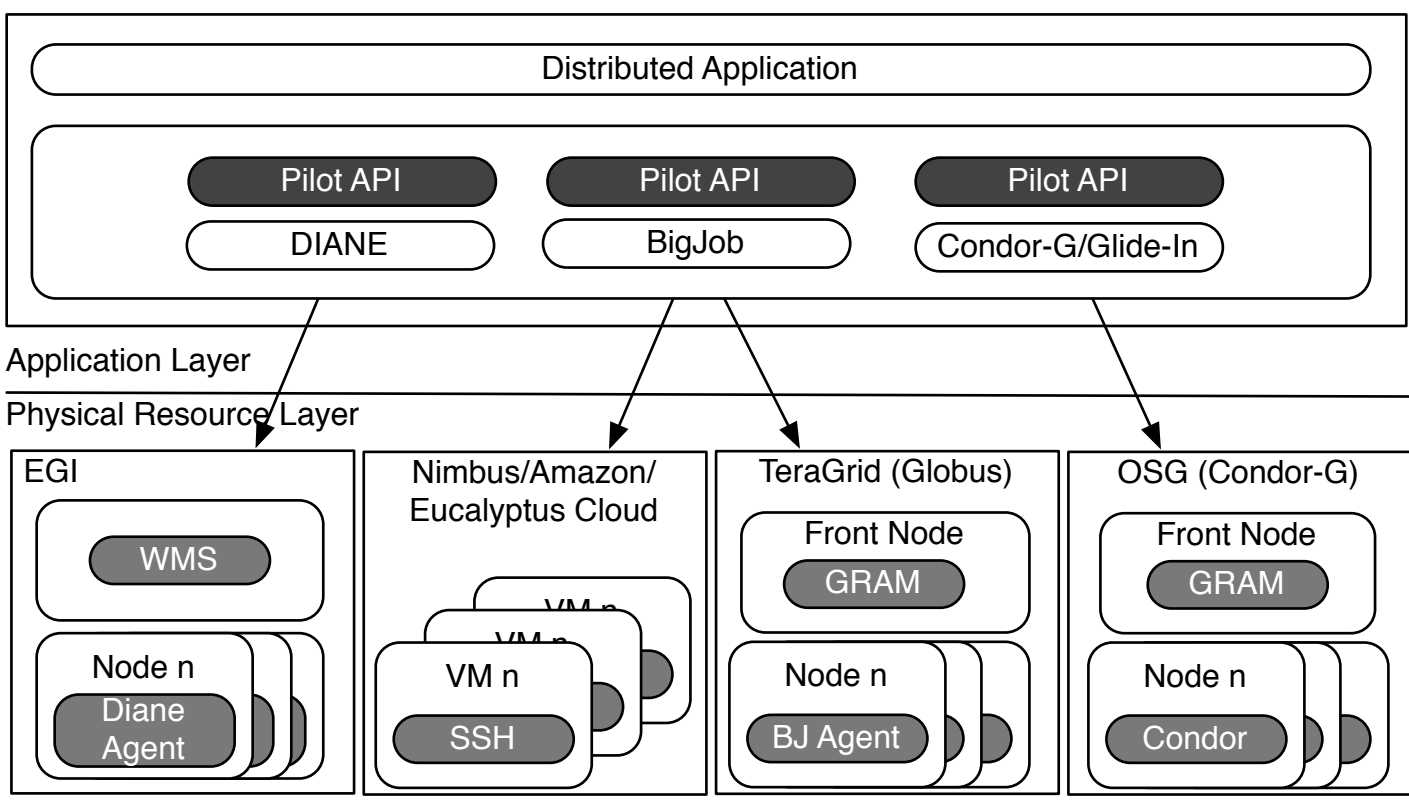 Distributed Application
Pilot API
Pilot API
Pilot API
DIANE
BigJob
Condor-G/Glide-In
Application Layer
Physical Resource Layer
EGI
WMS
Node n
Diane
Agent
Nimbus/Amazon/
Eucalyptus Cloud
VM n
VM n
VM n
SSH
TeraGrid (Globus)
Front Node
GRAM
Node n
BJ Agent
OSG (Condor-G)
Front Node
GRAM
Node n
Condor